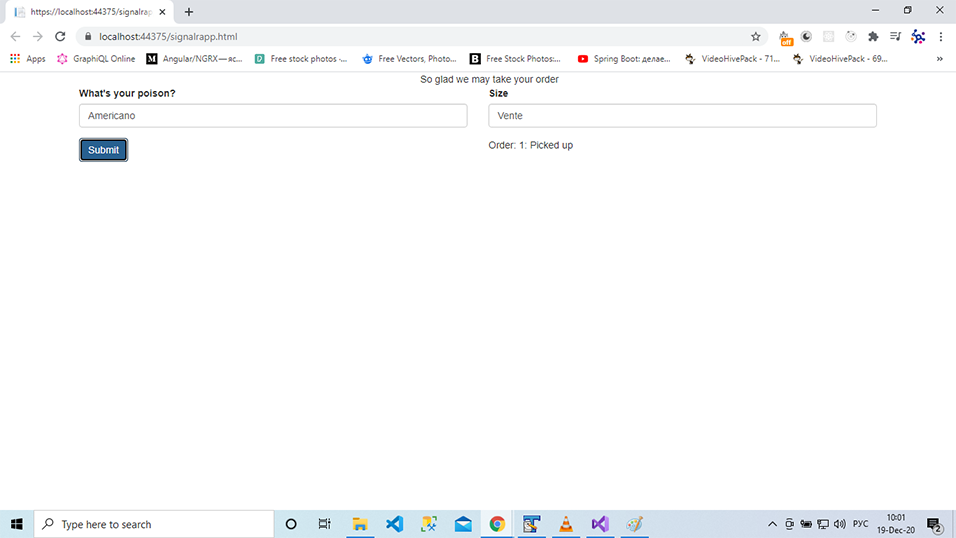 https://localhost:44375/signalrapp
localhost:44375/signalrapp.html
off
Apps
GraphiQL Online
Angular/NGRX — яс...
Free stock photos -...
Free Vectors, Photo...
Free Stock Photos:...
Spring Boot: делае...
VideoHivePack - 71...
VideoHivePack - 69...
So glad we may take your order
What's your poison?
Size
Americano
Vente
Submit
Order: 1: Picked up
Type here to search
РУС
10:01
19-Dec-20
2